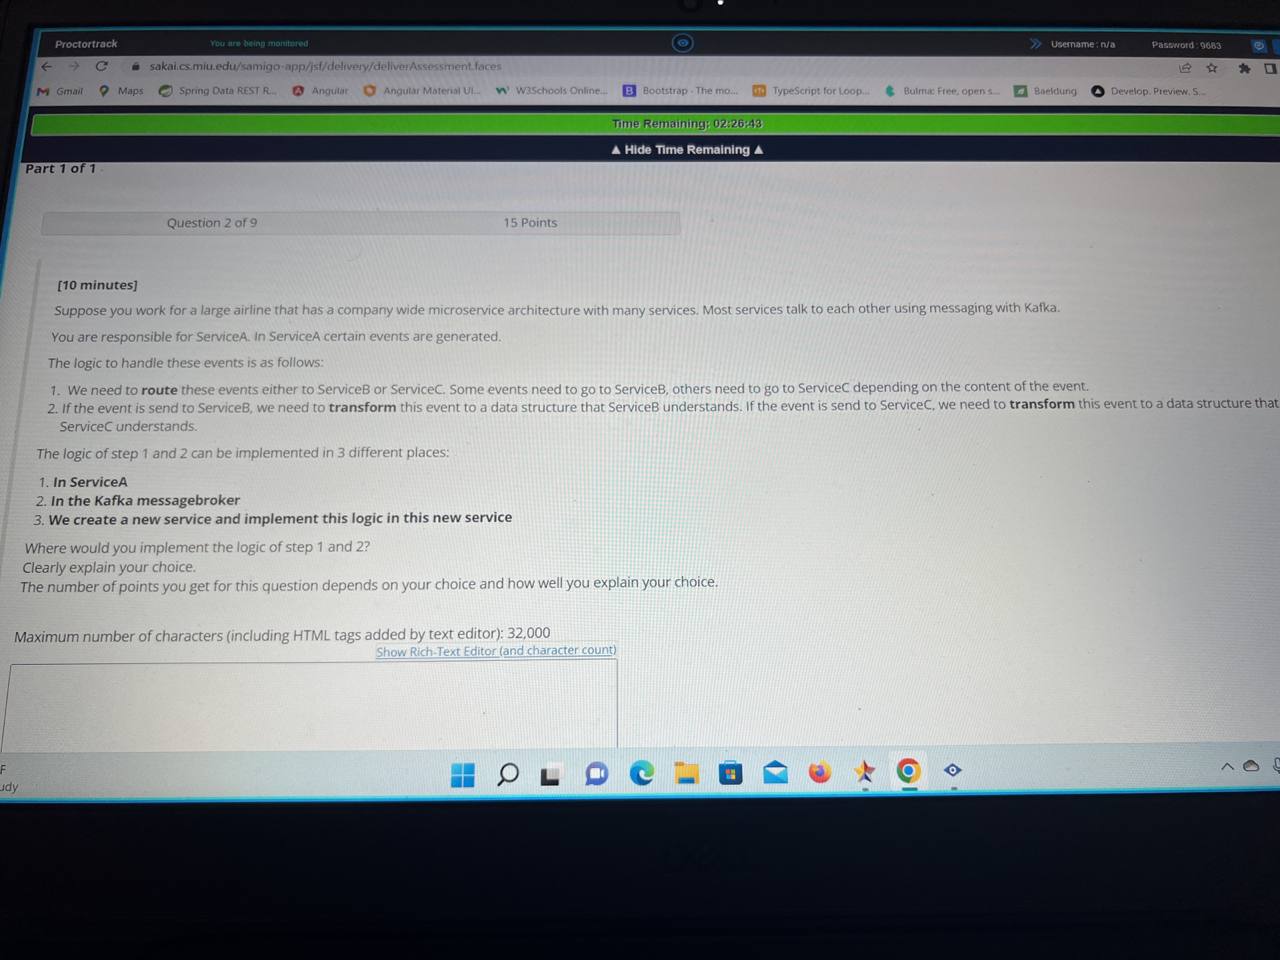 Proctortrack
You are being monitored
Username : n/a
Password : 9683
sakai.cs.miu.edu/samigo-app/jsf/delivery/deliverAssessment.faces
Gmail
Maps
Spring Data REST R...
Angular
Angular Material UI...
W3Schools Online...
Bootstrap · The mo...
TypeScript for Loop...
Bulma: Free, open s...
Baeldung
Develop. Preview. S...
Time Remaining: 02:26:43
▲ Hide Time Remaining ▲
Part 1 of 1
Question 2 of 9
15 Points
[10 minutes]
Suppose you work for a large airline that has a company wide microservice architecture with many services. Most services talk to each other using messaging with Kafka.
You are responsible for ServiceA. In ServiceA certain events are generated.
The logic to handle these events is as follows:
1. We need to route these events either to ServiceB or ServiceC. Some events need to go to ServiceB, others need to go to ServiceC depending on the content of the event.
2. If the event is send to ServiceB, we need to transform this event to a data structure that ServiceB understands. If the event is send to ServiceC, we need to transform this event to a data structure that
ServiceC understands.
The logic of step 1 and 2 can be implemented in 3 different places:
1. In ServiceA
2. In the Kafka messagebroker
3. We create a new service and implement this logic in this new service
Where would you implement the logic of step 1 and 2?
Clearly explain your choice.
The number of points you get for this question depends on your choice and how well you explain your choice.
Maximum number of characters (including HTML tags added by text editor): 32,000
Show Rich-Text Editor (and character count)